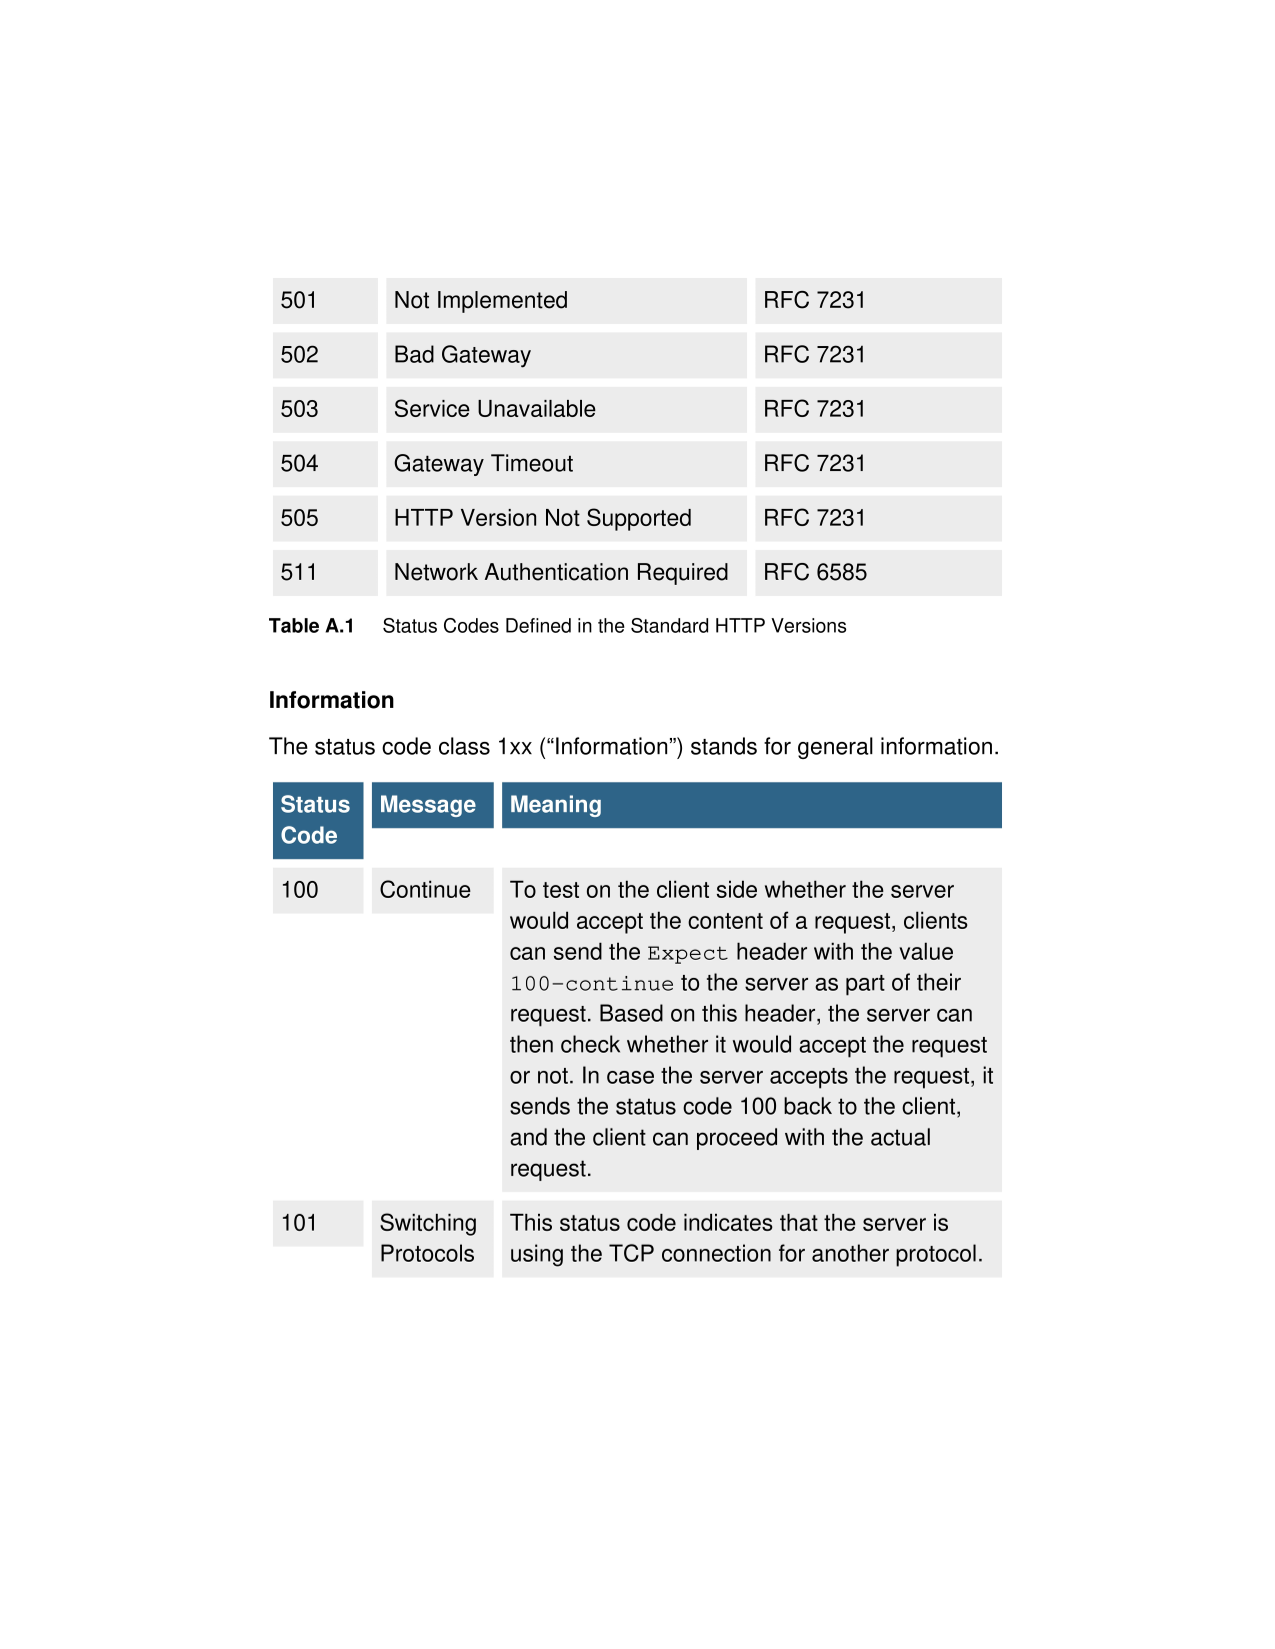 501 Not Implemented RFC 7231
502 Bad Gateway RFC 7231
503 Service Unavailable RFC 7231
504 Gateway Timeout RFC 7231
505 HTTP Version Not Supported RFC 7231
511 Network Authentication Required RFC 6585
Table A.1 Status Codes Defined in the Standard HTTP Versions
Information
The status code class 1xx (“Information”) stands for general information.
Status Message Meaning
Code
100 Continue To test on the client side whether the server
would accept the content of a request, clients
can send the Expect header with the value
100-continue to the server as part of their
request. Based on this header, the server can
then check whether it would accept the request
or not. In case the server accepts the request, it
sends the status code 100 back to the client,
and the client can proceed with the actual
request.
101 Switching This status code indicates that the server is
Protocols using the TCP connection for another protocol.